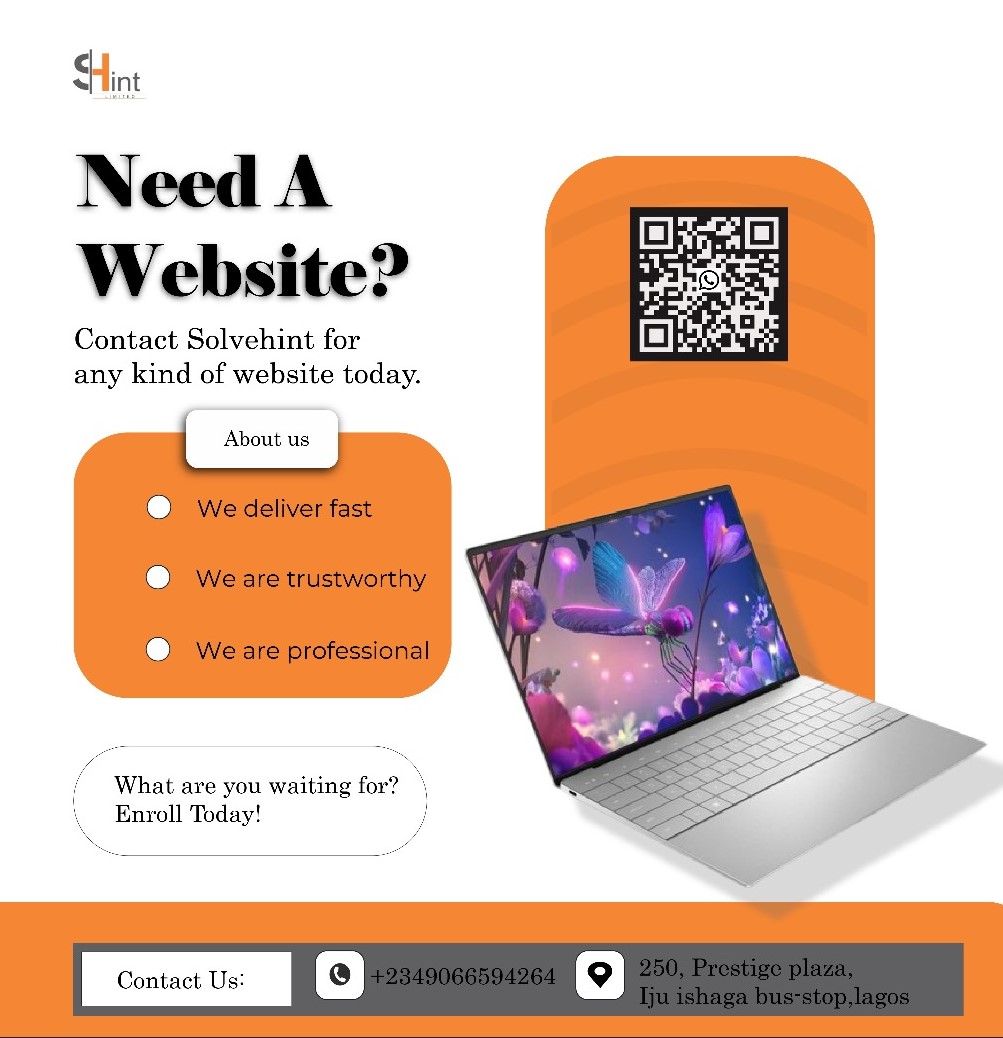 SHint
LIMITED
Need A
Website?
Contact Solvehint for
any kind of website today.
About us
We deliver fast
We are trustworthy
We are professional
What are you waiting for?
Enroll Today!
Contact Us:
+2349066594264
250, Prestige plaza,
Iju ishaga bus-stop,lagos